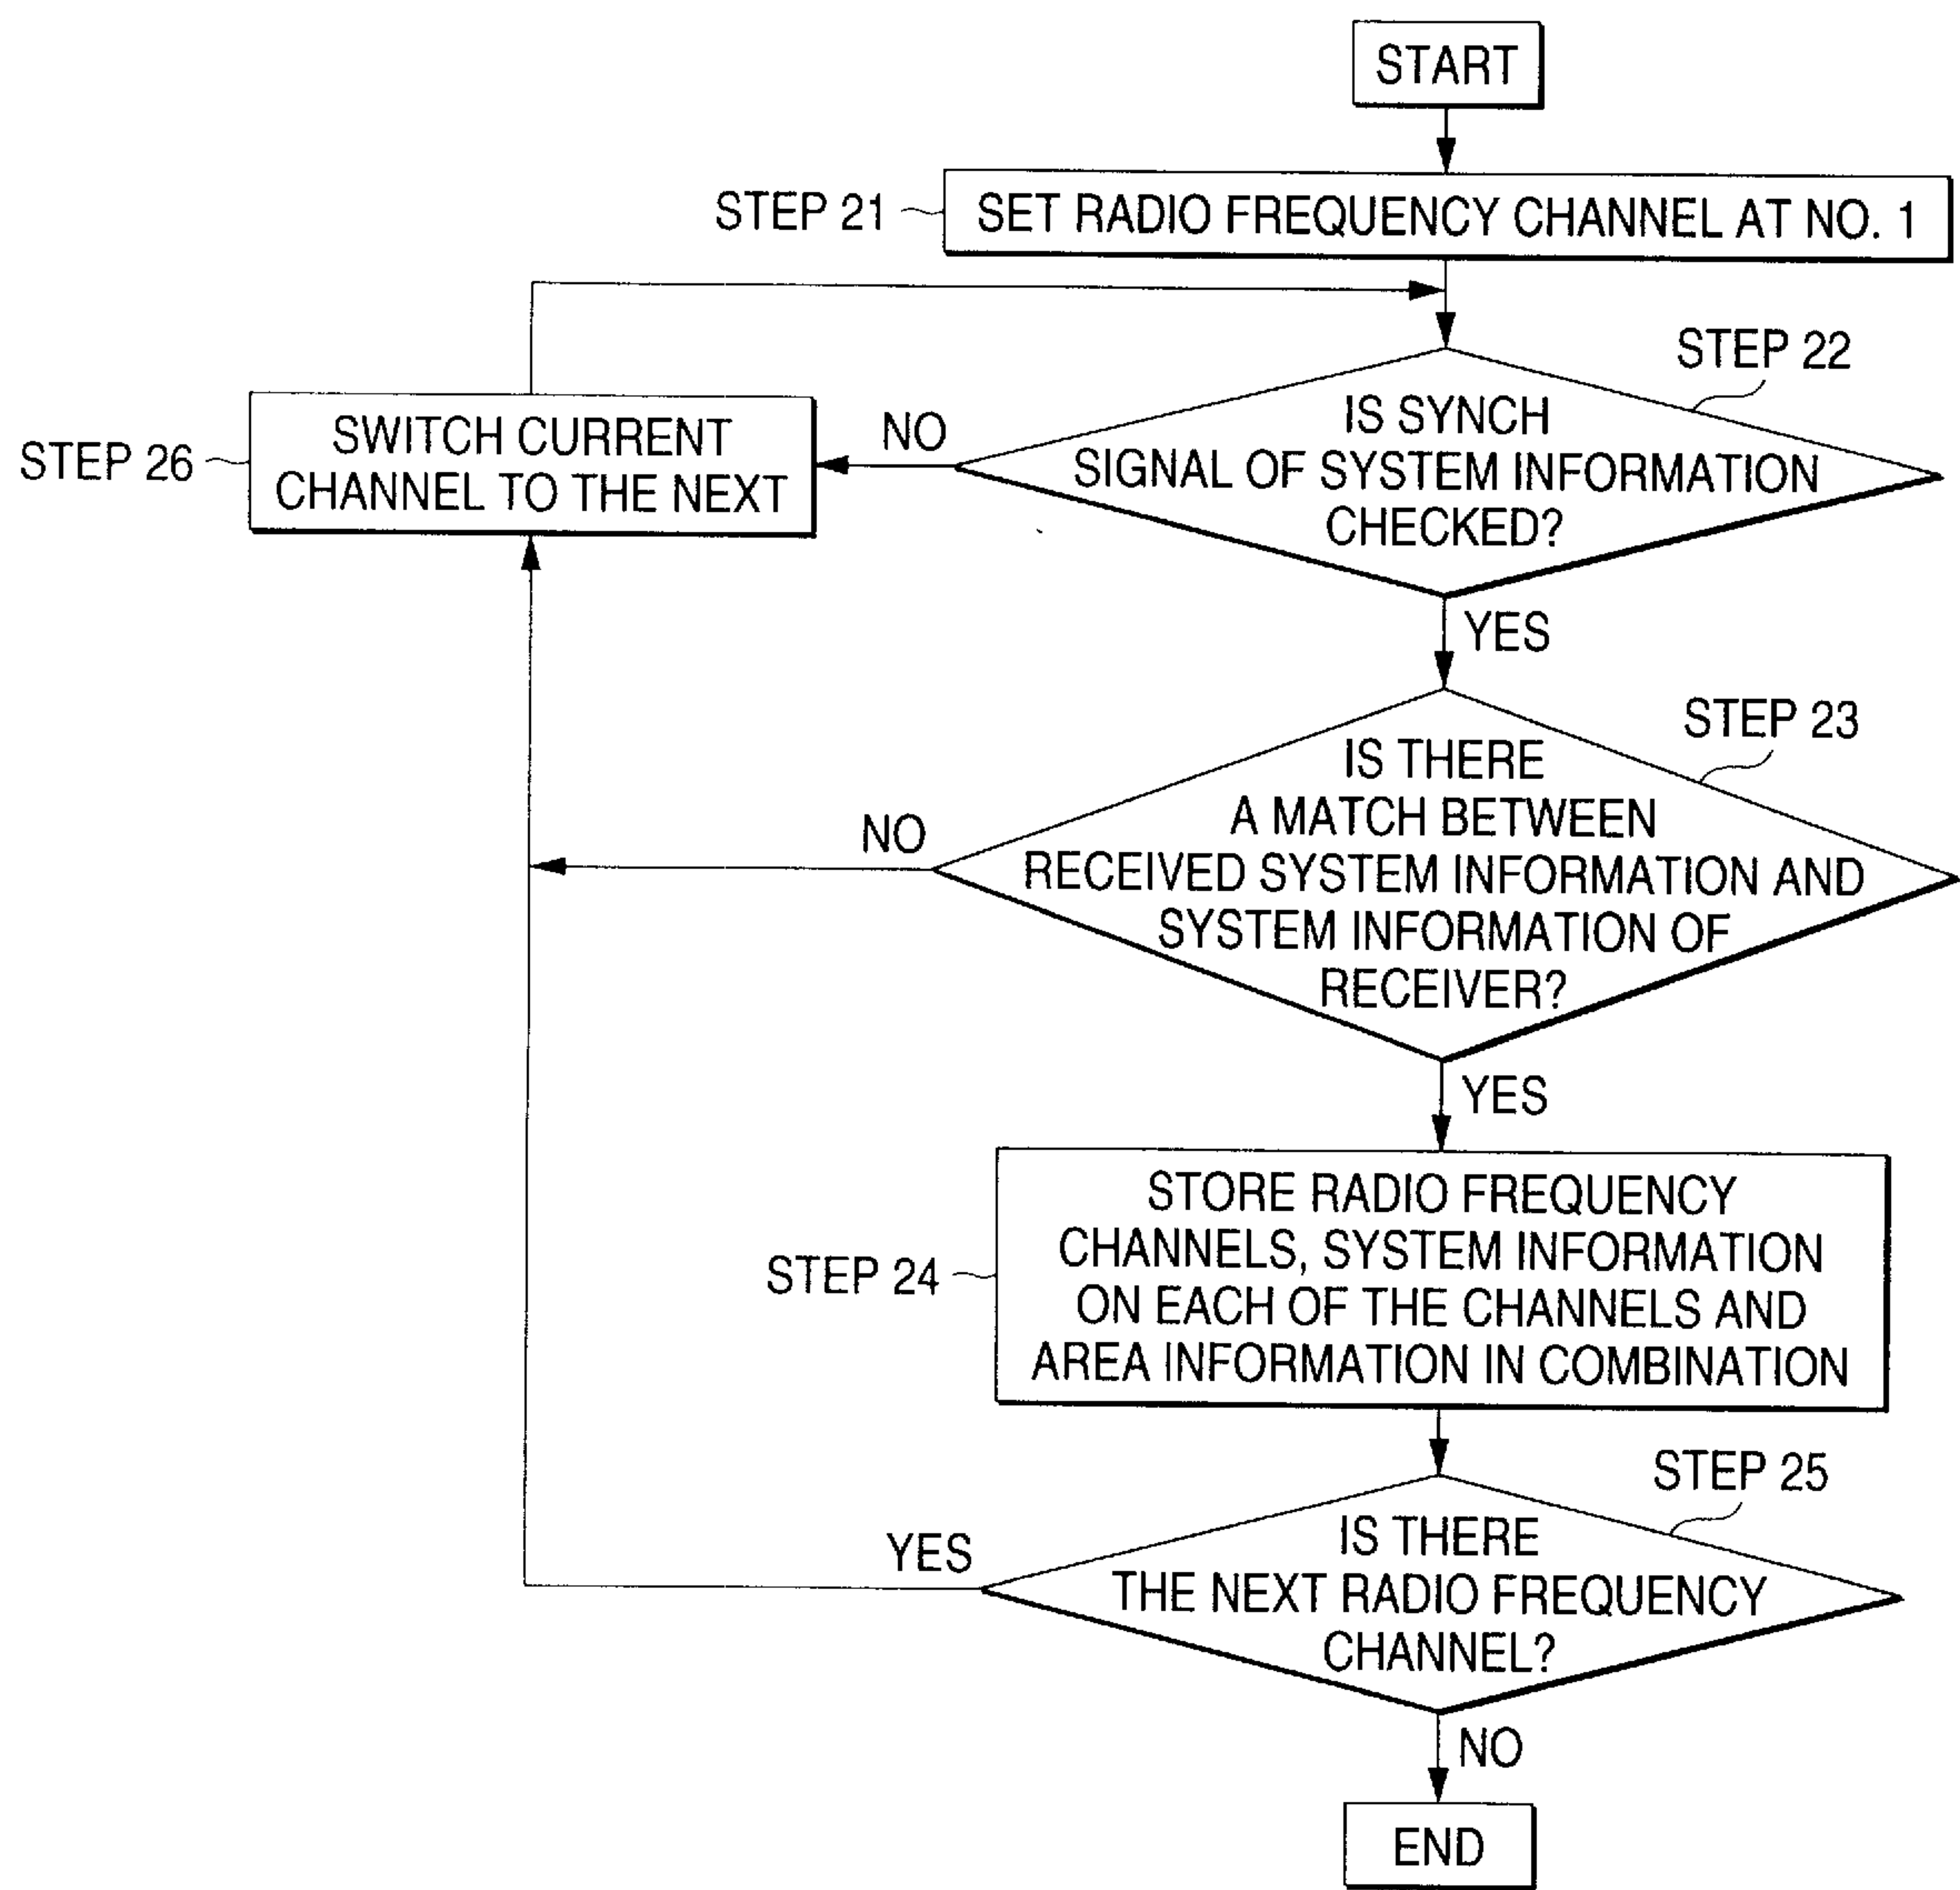 START
STEP 21
SET RADIO FREQUENCY CHANNEL AT NO. 1
STEP 22
IS SYNCH
SIGNAL OF SYSTEM INFORMATION
CHECKED?
NO
STEP 26
SWITCH CURRENT
CHANNEL TO THE NEXT
YES
STEP 23
IS THERE
A MATCH BETWEEN
RECEIVED SYSTEM INFORMATION AND
SYSTEM INFORMATION OF
RECEIVER?
NO
YES
STEP 24
STORE RADIO FREQUENCY
CHANNELS, SYSTEM INFORMATION
ON EACH OF THE CHANNELS AND
AREA INFORMATION IN COMBINATION
STEP 25
IS THERE
THE NEXT RADIO FREQUENCY
CHANNEL?
YES
NO
END